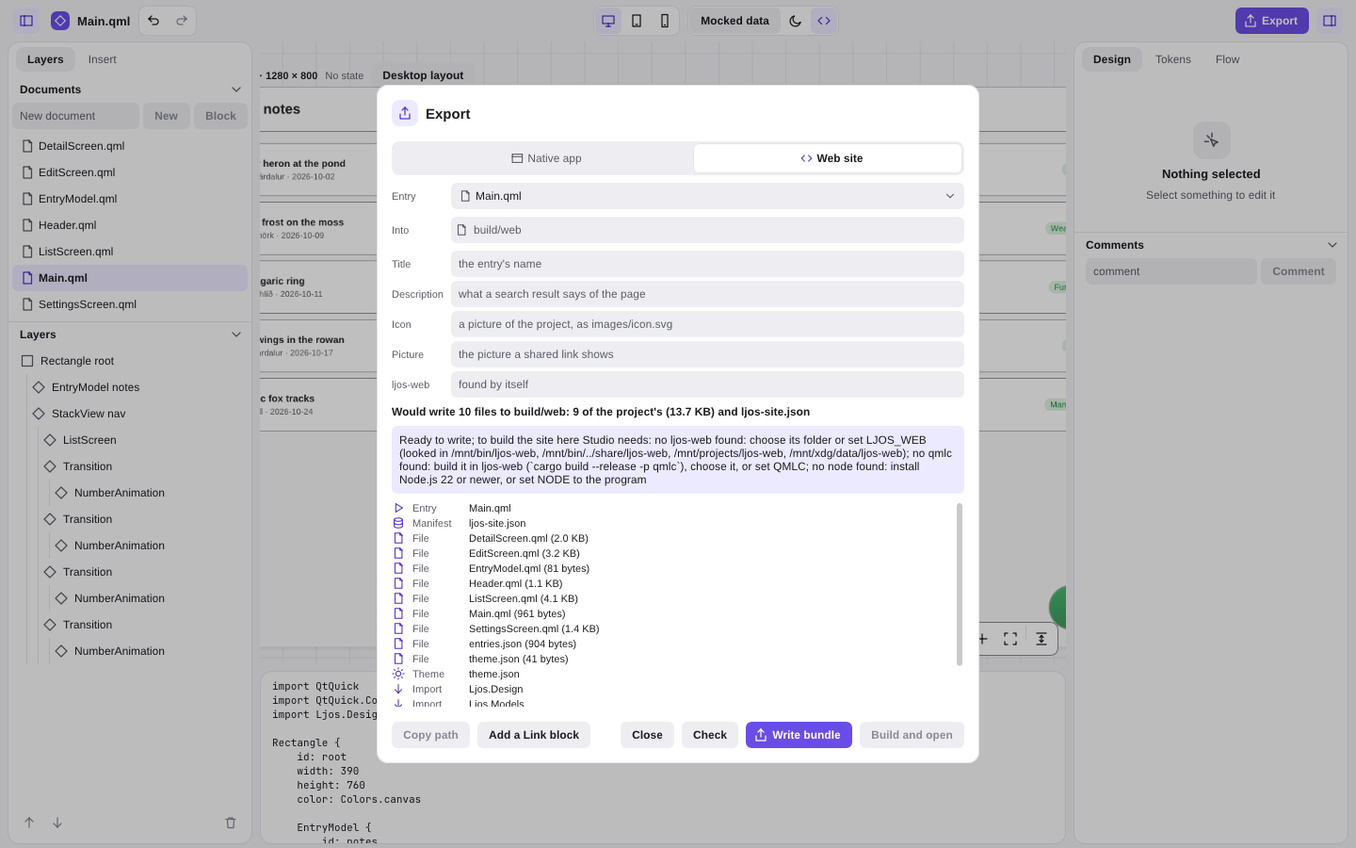 Main.qml
Mocked data
Export
Layers
Insert
Documents
New document
New
Block
DetailScreen.qml
EditScreen.qml
EntryModel.qml
Header.qml
ListScreen.qml
Main.qml
SettingsScreen.qml
Layers
Rectangle root
EntryModel notes
StackView nav
ListScreen
Transition
NumberAnimation
Transition
NumberAnimation
Transition
NumberAnimation
Transition
NumberAnimation
· 1280 × 800
No state
Desktop layout
notes
heron at the pond
· 2026-10-02
frost on the moss
· 2026-10-09
ring
· 2026-10-11
wings in the rowan
· 2026-10-17
fox tracks
· 2026-10-24
Export
Native app
Web site
Entry
Main.qml
Into
build/web
Title
the entry's name
Description
what a search result says of the page
Icon
a picture of the project, as images/icon.svg
Picture
the picture a shared link shows
ljos-web
found by itself
Would write 10 files to build/web: 9 of the project's (13.7 KB) and ljos-site.json
Ready to write; to build the site here Studio needs: no ljos-web found: choose its folder or set LJOS_WEB
(looked in /mnt/bin/ljos-web, /mnt/bin/../share/ljos-web, /mnt/projects/ljos-web, /mnt/xdg/data/ljos-web); no qmlc
found: build it in ljos-web (`cargo build --release -p qmlc`), choose it, or set QMLC; no node found: install
Node.js 22 or newer, or set NODE to the program
Entry Main.qml
Manifest ljos-site.json
File DetailScreen.qml (2.0 KB)
File EditScreen.qml (3.2 KB)
File EntryModel.qml (81 bytes)
File Header.qml (1.1 KB)
File ListScreen.qml (4.1 KB)
File Main.qml (961 bytes)
File SettingsScreen.qml (1.4 KB)
File entries.json (904 bytes)
File theme.json (41 bytes)
Theme theme.json
Import Ljos.Design
Import Ljos.Models
Copy path
Add a Link block
Close
Check
Write bundle
Build and open
import QtQuick
import QtQuick.Co
import Ljos.Desig
Rectangle {
id: root
width: 390
height: 760
color: Colors.canvas
EntryModel {
id: notes
Design
Tokens
Flow
Nothing selected
Select something to edit it
Comments
comment
Comment